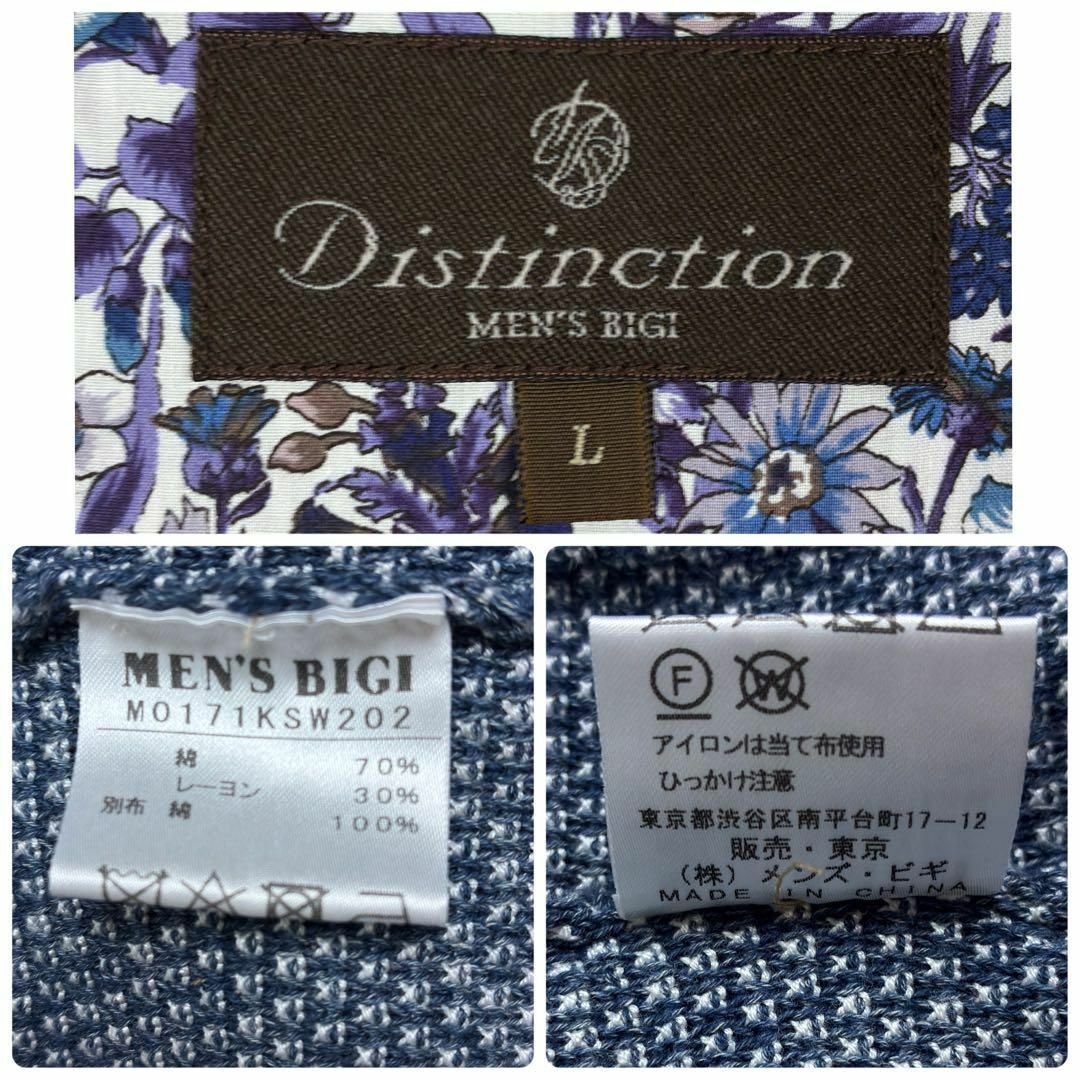 Distinction
MEN'S BIGI
L
MEN'S BIGI
M0171KSW202
綿 70%
レーヨン 30%
別布 綿 100%
F W
アイロンは当て布使用
ひっかけ注意
東京都渋谷区南平台町17-12
販売・東京
(株) メンズ・ビギ
MADE IN CHINA